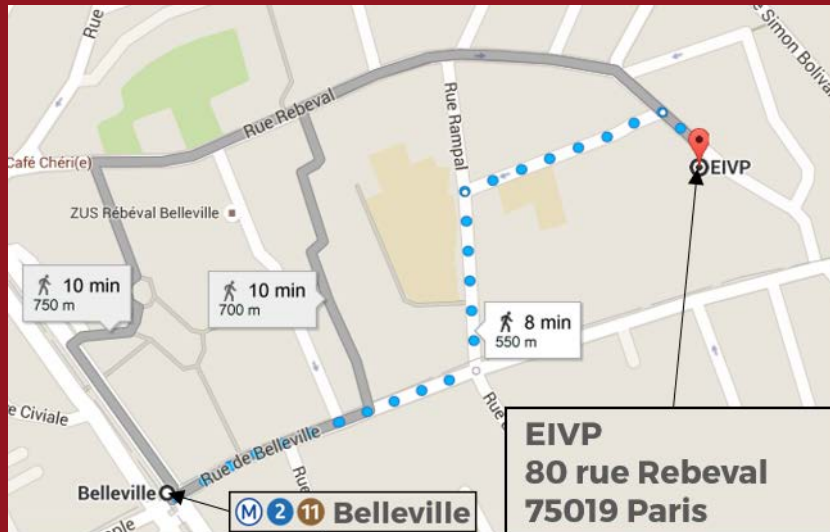 Rue
Simon Bolivar
Rue Rebeval
Rue Rampal
Café Chéri(e)
EIVP
ZUS Rébéval Belleville
10 min
750 m
10 min
700 m
8 min
550 m
Civiale
Rue de Belleville
Rue
EIVP
80 rue Rebeval
75019 Paris
Belleville
M 2 11 Belleville